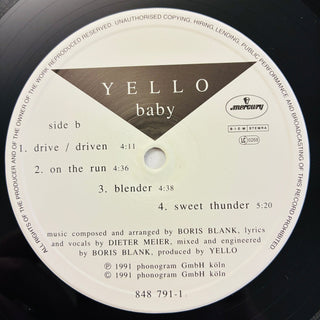 ALL RIGHTS OF THE PRODUCER AND OF THE OWNER OF THE WORK REPRODUCED RESERVED. UNAUTHORISED COPYING, HIRING, LENDING, PUBLIC PERFORMANCE AND BROADCASTING OF THIS RECORD PROHIBITED
YELLO
baby
mercury
BIEM STEMRA
LC 0268
side b
1. drive / driven 4:11
2. on the run 4:36
3. blender 4:38
4. sweet thunder 5:20
music composed and arranged by BORIS BLANK, lyrics
and vocals by DIETER MEIER, mixed and engineered
by BORIS BLANK, produced by YELLO
℗ 1991 phonogram GmbH köln
© 1991 phonogram GmbH köln
848 791-1